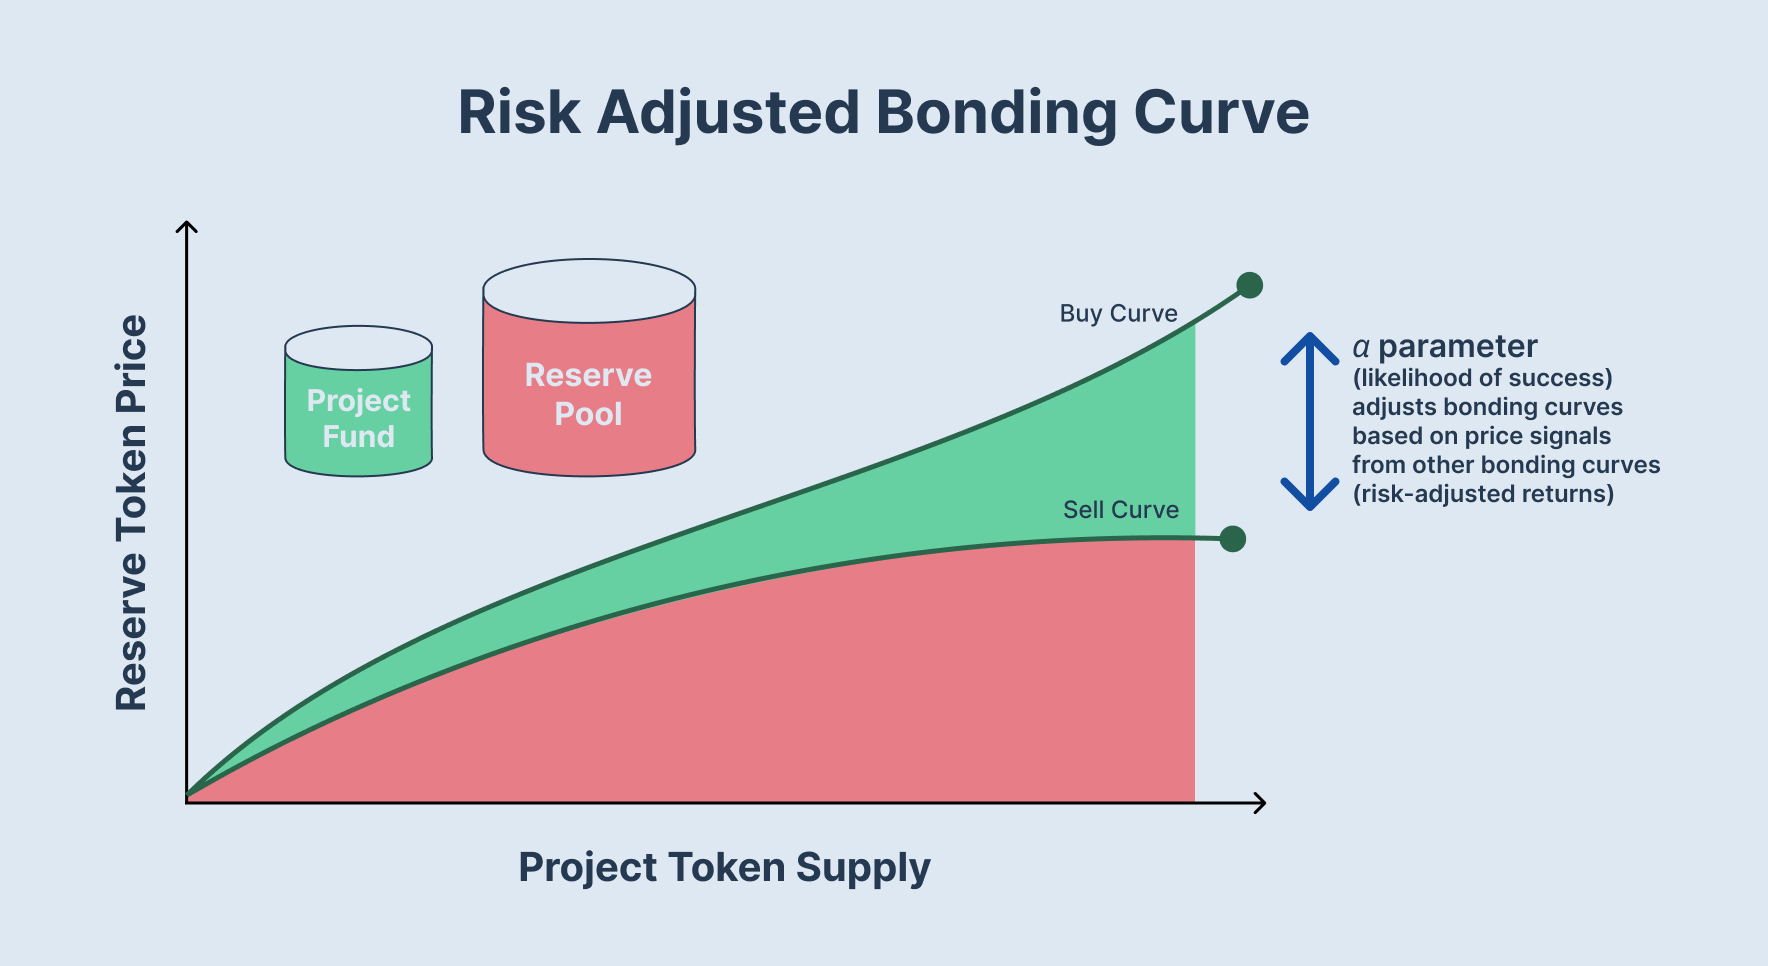 Risk Adjusted Bonding Curve
Reserve Token Price
Project
Fund
Reserve
Pool
Buy Curve
Sell Curve
α parameter
(likelihood of success)
adjusts bonding curves
based on price signals
from other bonding curves
(risk-adjusted returns)
Project Token Supply